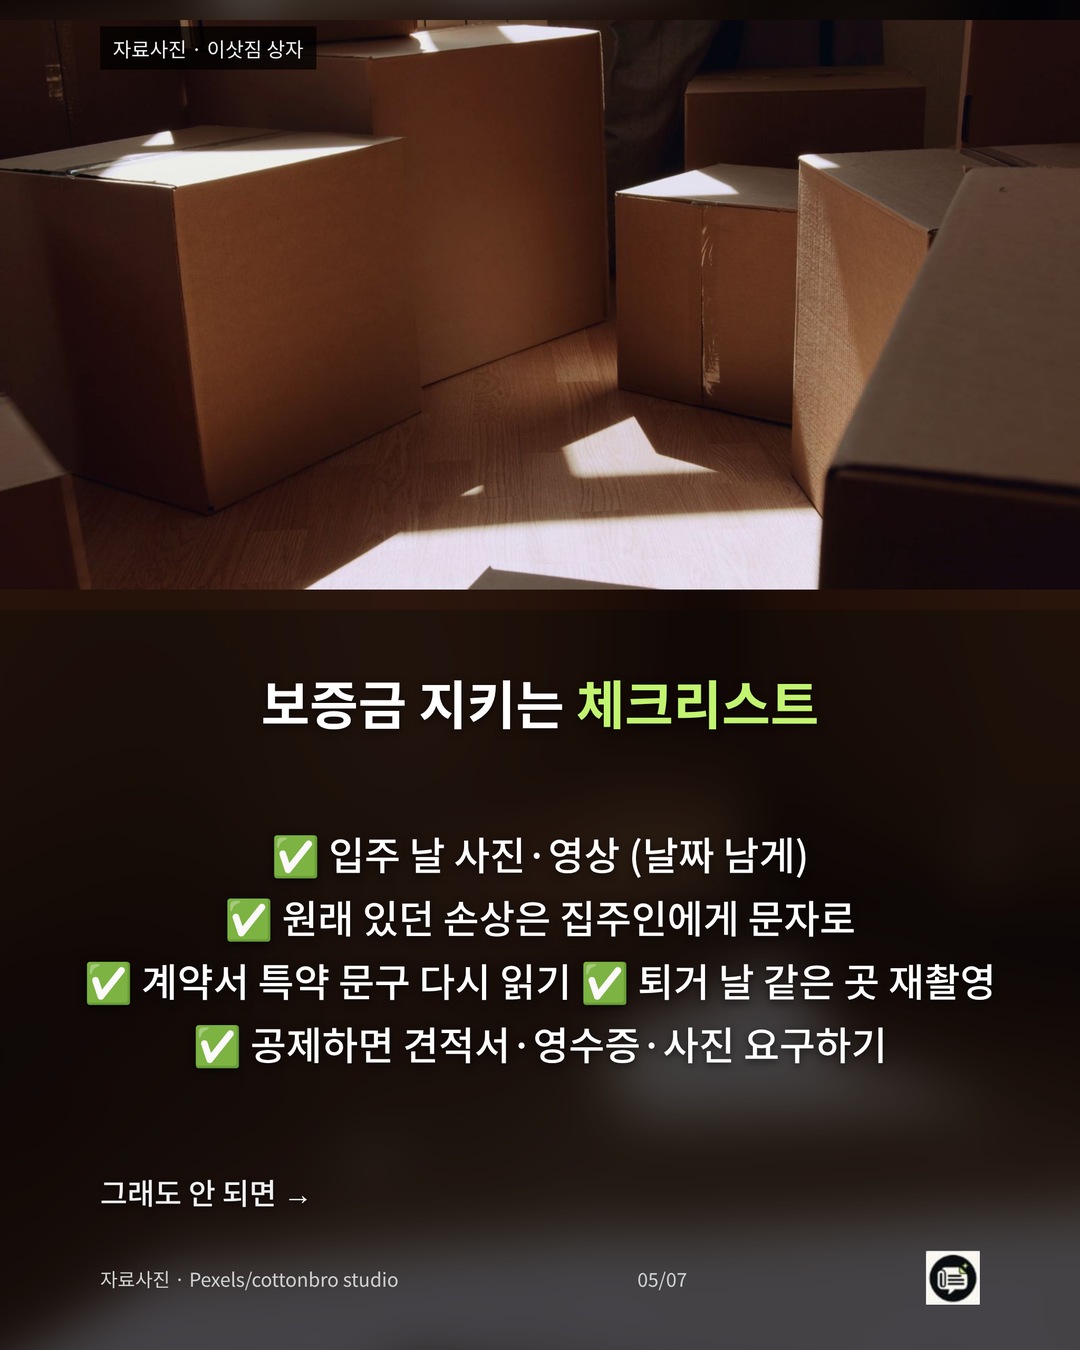 자료사진 · 이삿짐 상자
보증금 지키는 체크리스트
✅ 입주 날 사진·영상 (날짜 남게)
✅ 원래 있던 손상은 집주인에게 문자로
✅ 계약서 특약 문구 다시 읽기 ✅ 퇴거 날 같은 곳 재촬영
✅ 공제하면 견적서·영수증·사진 요구하기
그래도 안 되면 →
자료사진 · Pexels/cottonbro studio
05/07